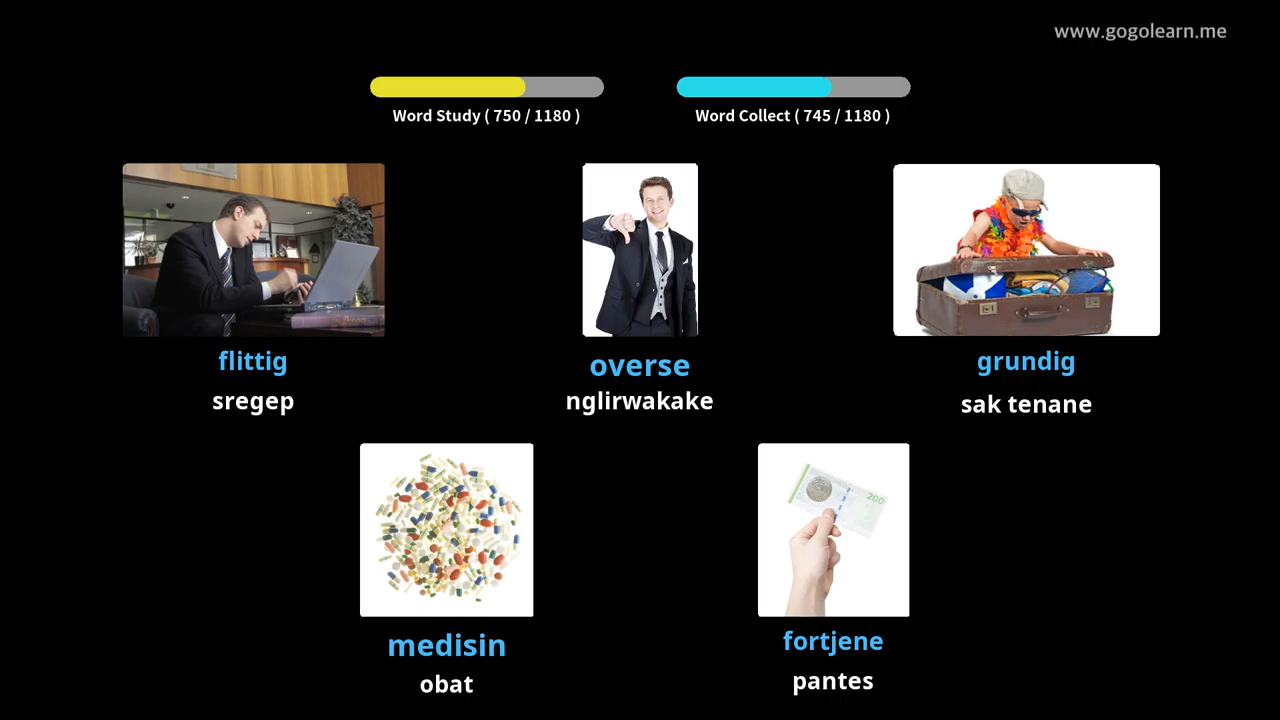 www.gogolearn.me
Word Study ( 750 / 1180 )
Word Collect ( 745 / 1180 )
flittig
overse
grundig
sregep
nglirwakake
sak tenane
200
medisin
fortjene
obat
pantes